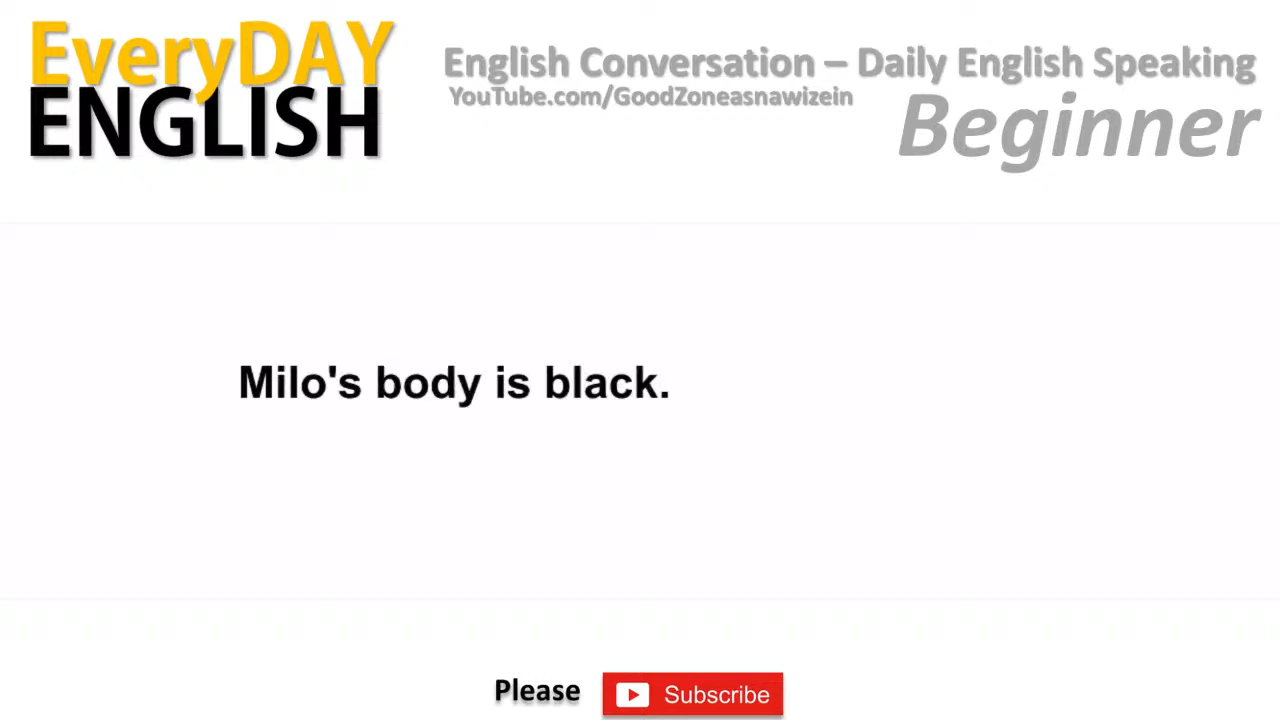 EveryDAY
ENGLISH
English Conversation – Daily English Speaking
YouTube.com/GoodZoneasnawizein
Beginner
Milo's body is black.
Please
Subscribe